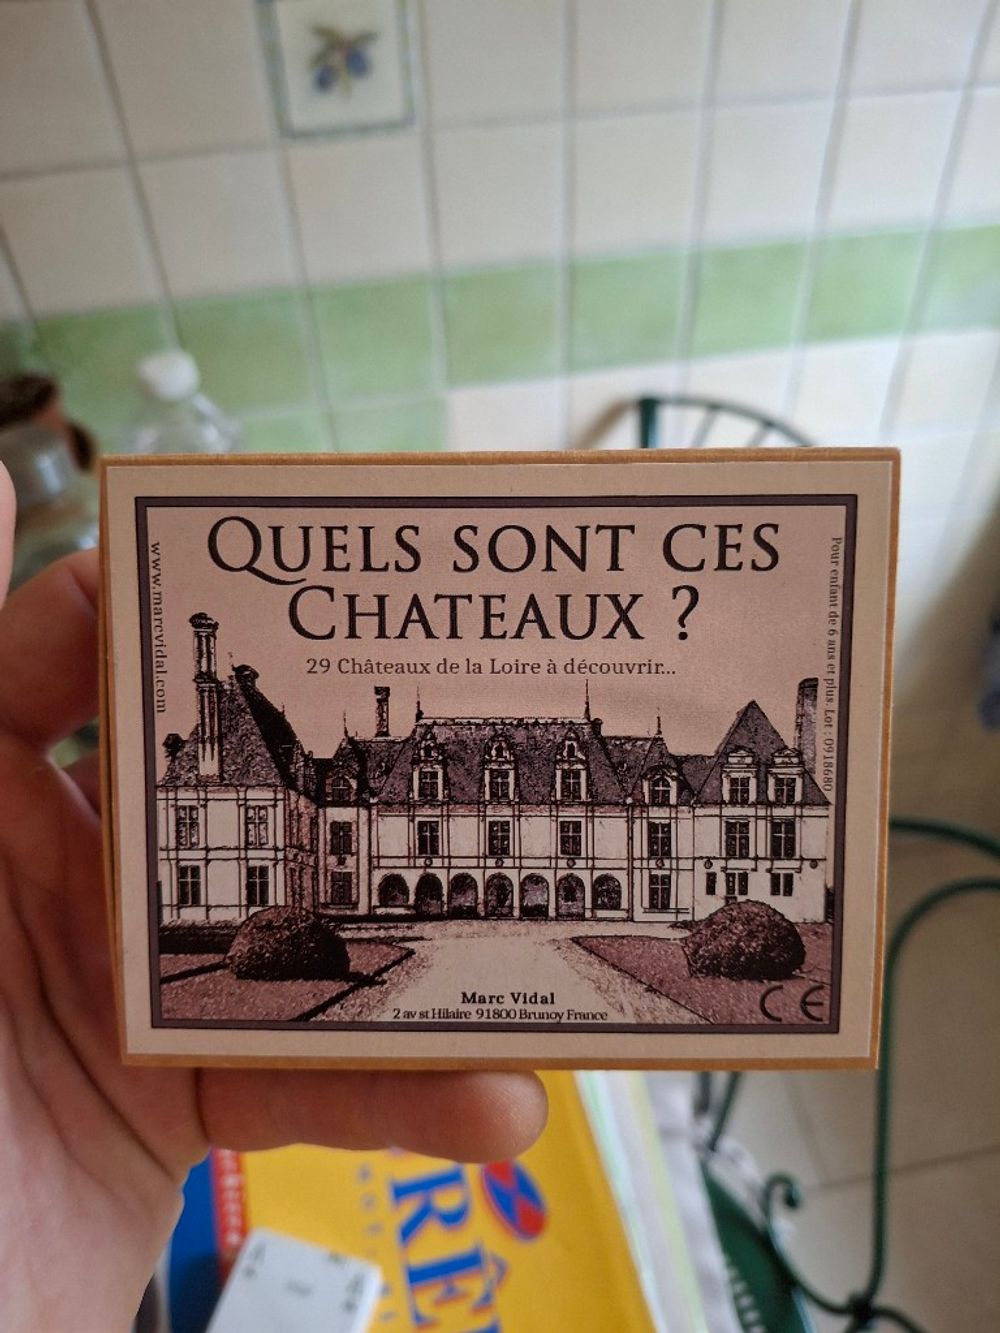 QUELS SONT CES
CHATEAUX ?
29 Châteaux de la Loire à découvrir...
www.marcvidal.com
Pour enfant de 6 ans et plus. Lot : 0918680
Marc Vidal
2 av st Hilaire 91800 Brunoy France
CE